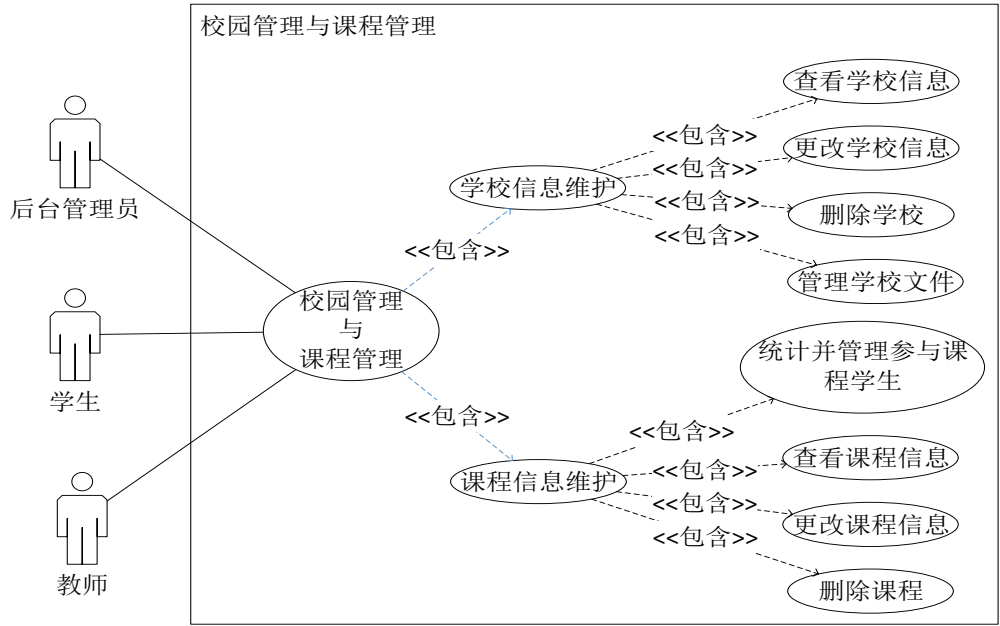 校园管理与课程管理
后台管理员
学生
教师
校园管理
与
课程管理
<<包含>>
<<包含>>
学校信息维护
课程信息维护
<<包含>>
<<包含>>
<<包含>>
<<包含>>
查看学校信息
更改学校信息
删除学校
管理学校文件
<<包含>>
<<包含>>
<<包含>>
<<包含>>
统计并管理参与课
程学生
查看课程信息
更改课程信息
删除课程